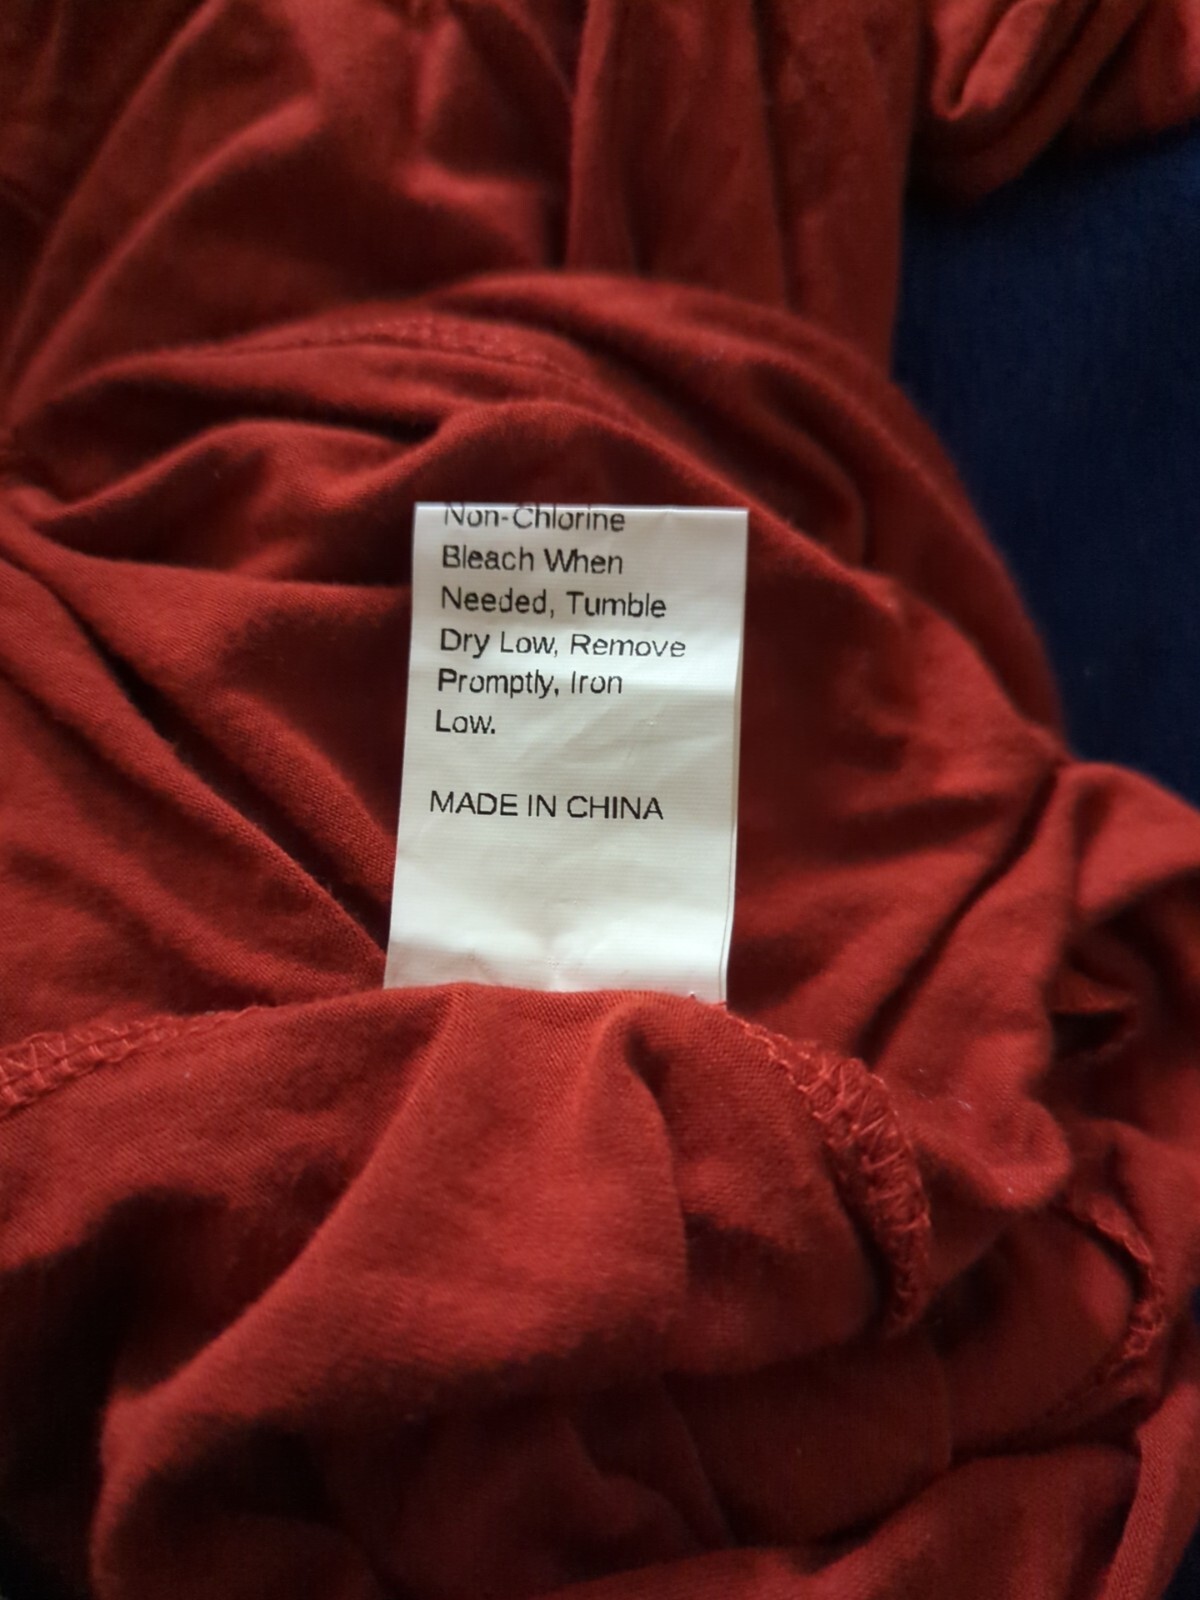 Non-Chlorine
Bleach When
Needed, Tumble
Dry Low, Remove
Promptly, Iron
Low.
MADE IN CHINA